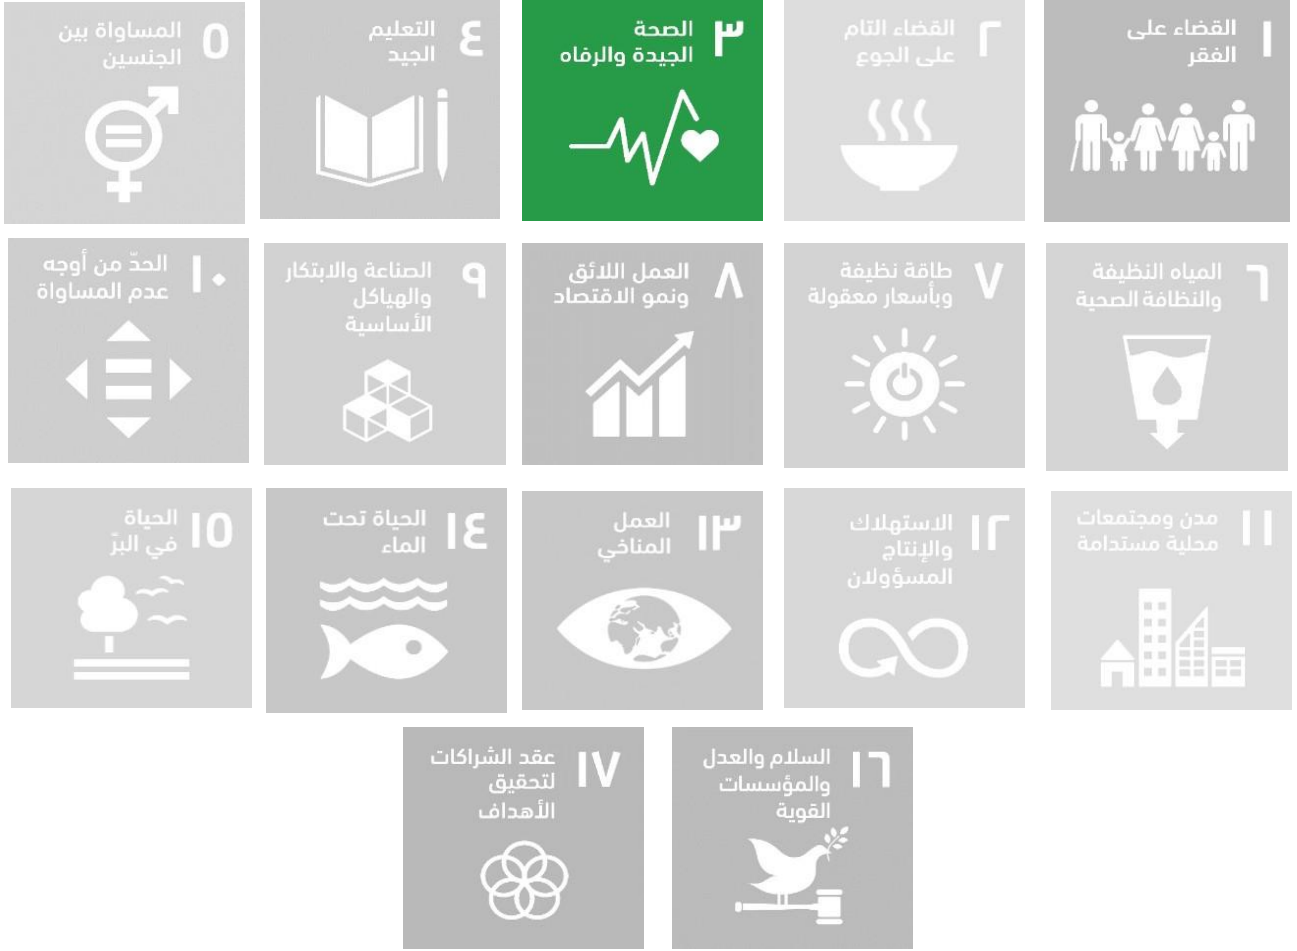 ١
القضاء على
الفقر
٢
القضاء التام
على الجوع
٣
الصحة
الجيدة والرفاه
٤
التعليم
الجيد
٥
المساواة بين
الجنسين
٦
المياه النظيفة
والنظافة الصحية
٧
طاقة نظيفة
وبأسعار معقولة
٨
العمل اللائق
ونمو الاقتصاد
٩
الصناعة والابتكار
والهياكل
الأساسية
١٠
الحدّ من أوجه
عدم المساواة
١١
مدن ومجتمعات
محلية مستدامة
١٢
الاستهلاك
والإنتاج
المسؤولان
١٣
العمل
المناخي
١٤
الحياة تحت
الماء
١٥
الحياة
في البرّ
١٦
السلام والعدل
والمؤسسات
القوية
١٧
عقد الشراكات
لتحقيق
الأهداف